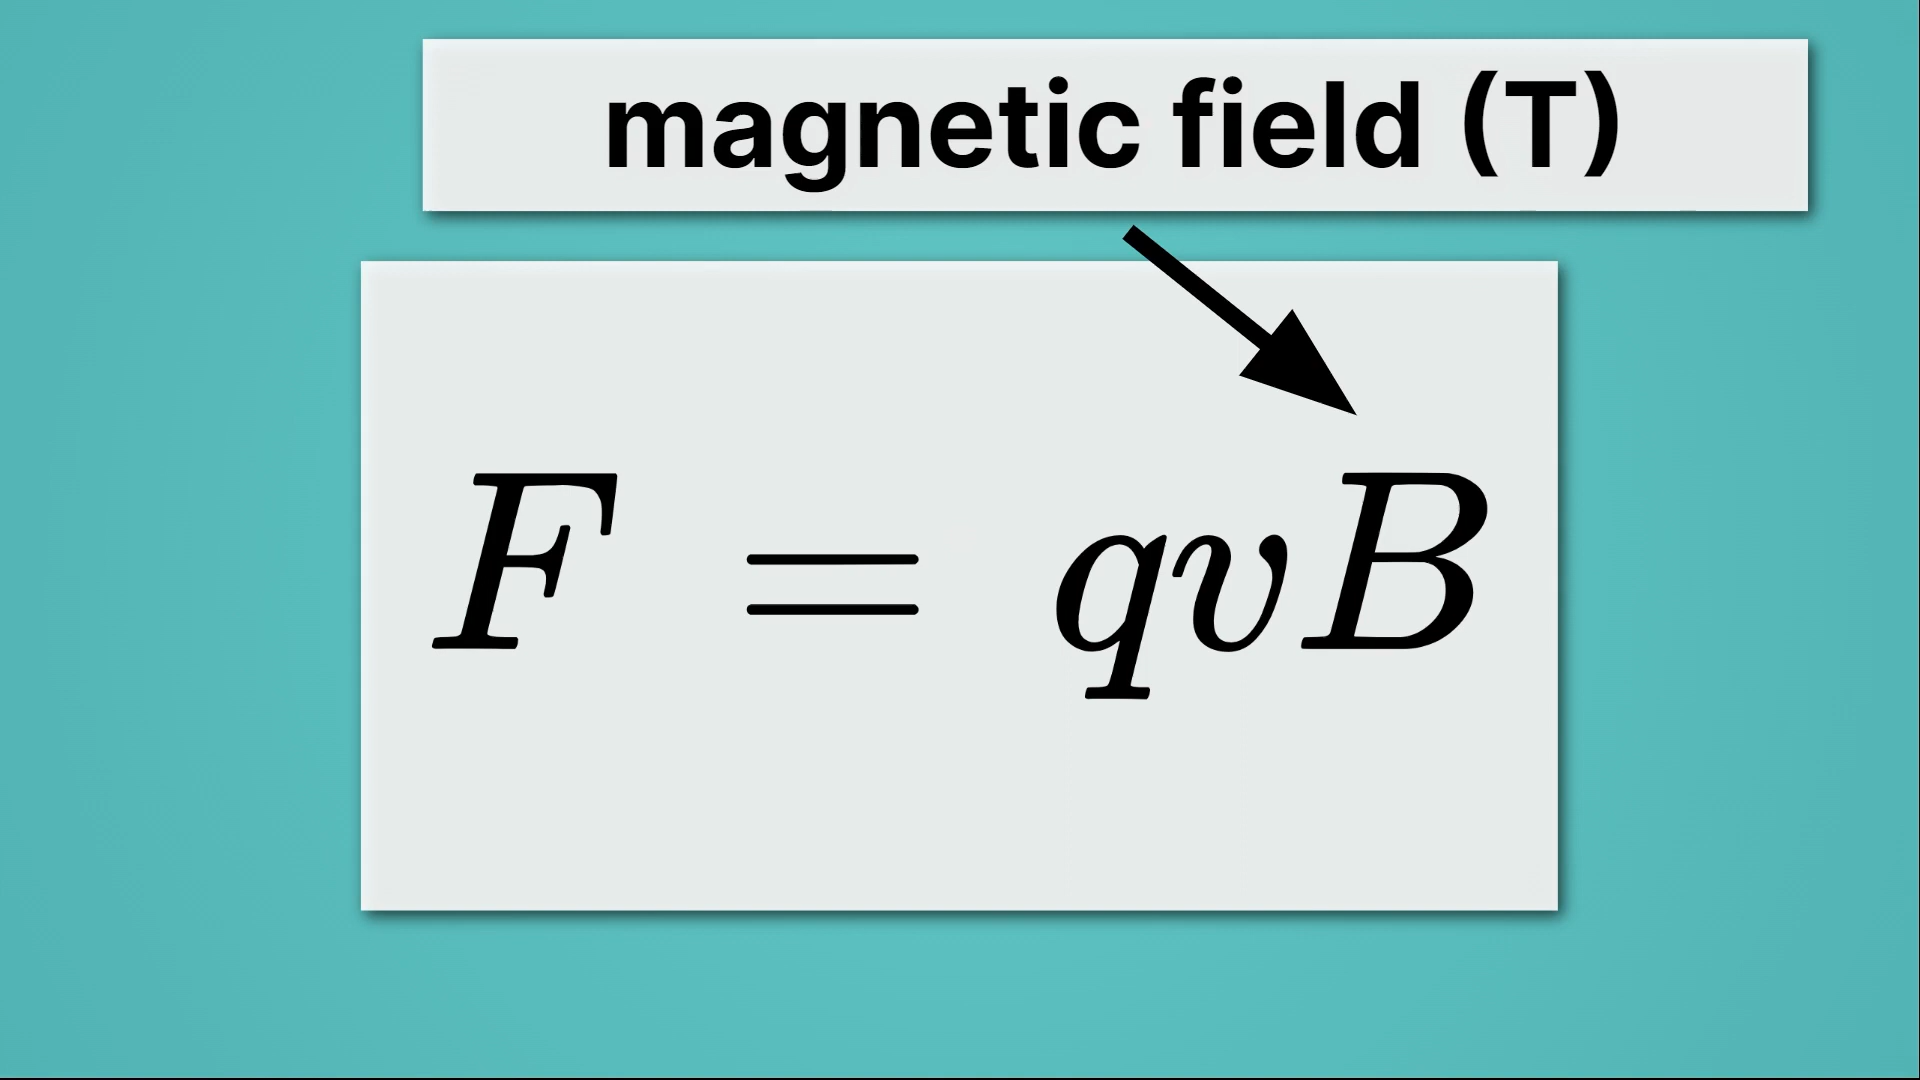 magnetic field (T)
F = qvB